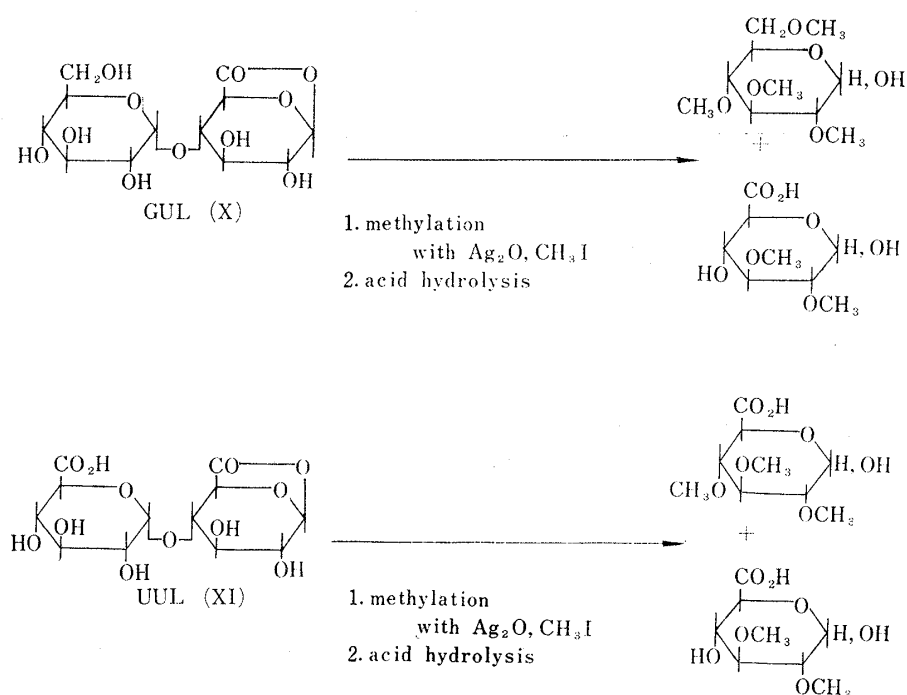 CH₂OH
O
OH
HO
OH
O
CO
O
O
OH
OH
GUL (X)
1. methylation
with Ag₂O, CH₃I
2. acid hydrolysis
CH₂OCH₃
O
H, OH
OCH₃
CH₃O
OCH₃
+
CO₂H
O
H, OH
OCH₃
HO
OCH₃
CO₂H
O
OH
HO
OH
O
CO
O
O
OH
OH
UUL (XI)
1. methylation
with Ag₂O, CH₃I
2. acid hydrolysis
CO₂H
O
H, OH
OCH₃
CH₃O
OCH₃
+
CO₂H
O
H, OH
OCH₃
HO
OCH₃